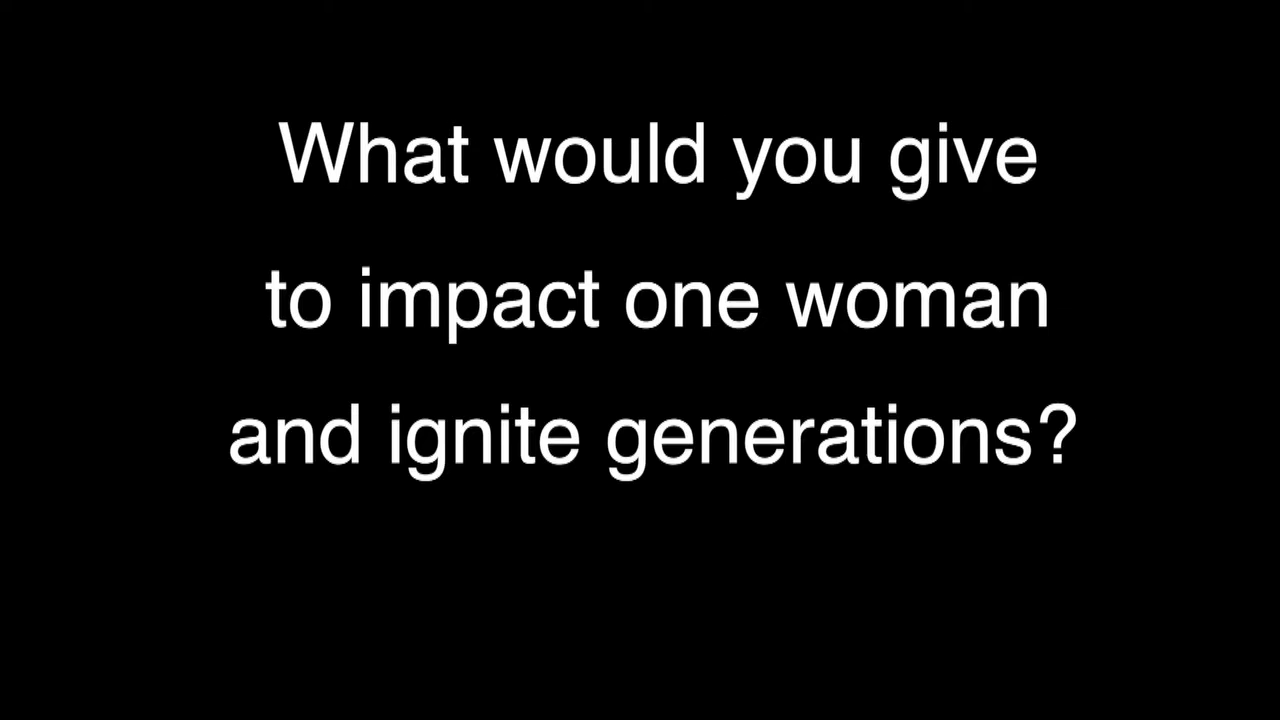 What would you give
to impact one woman
and ignite generations?